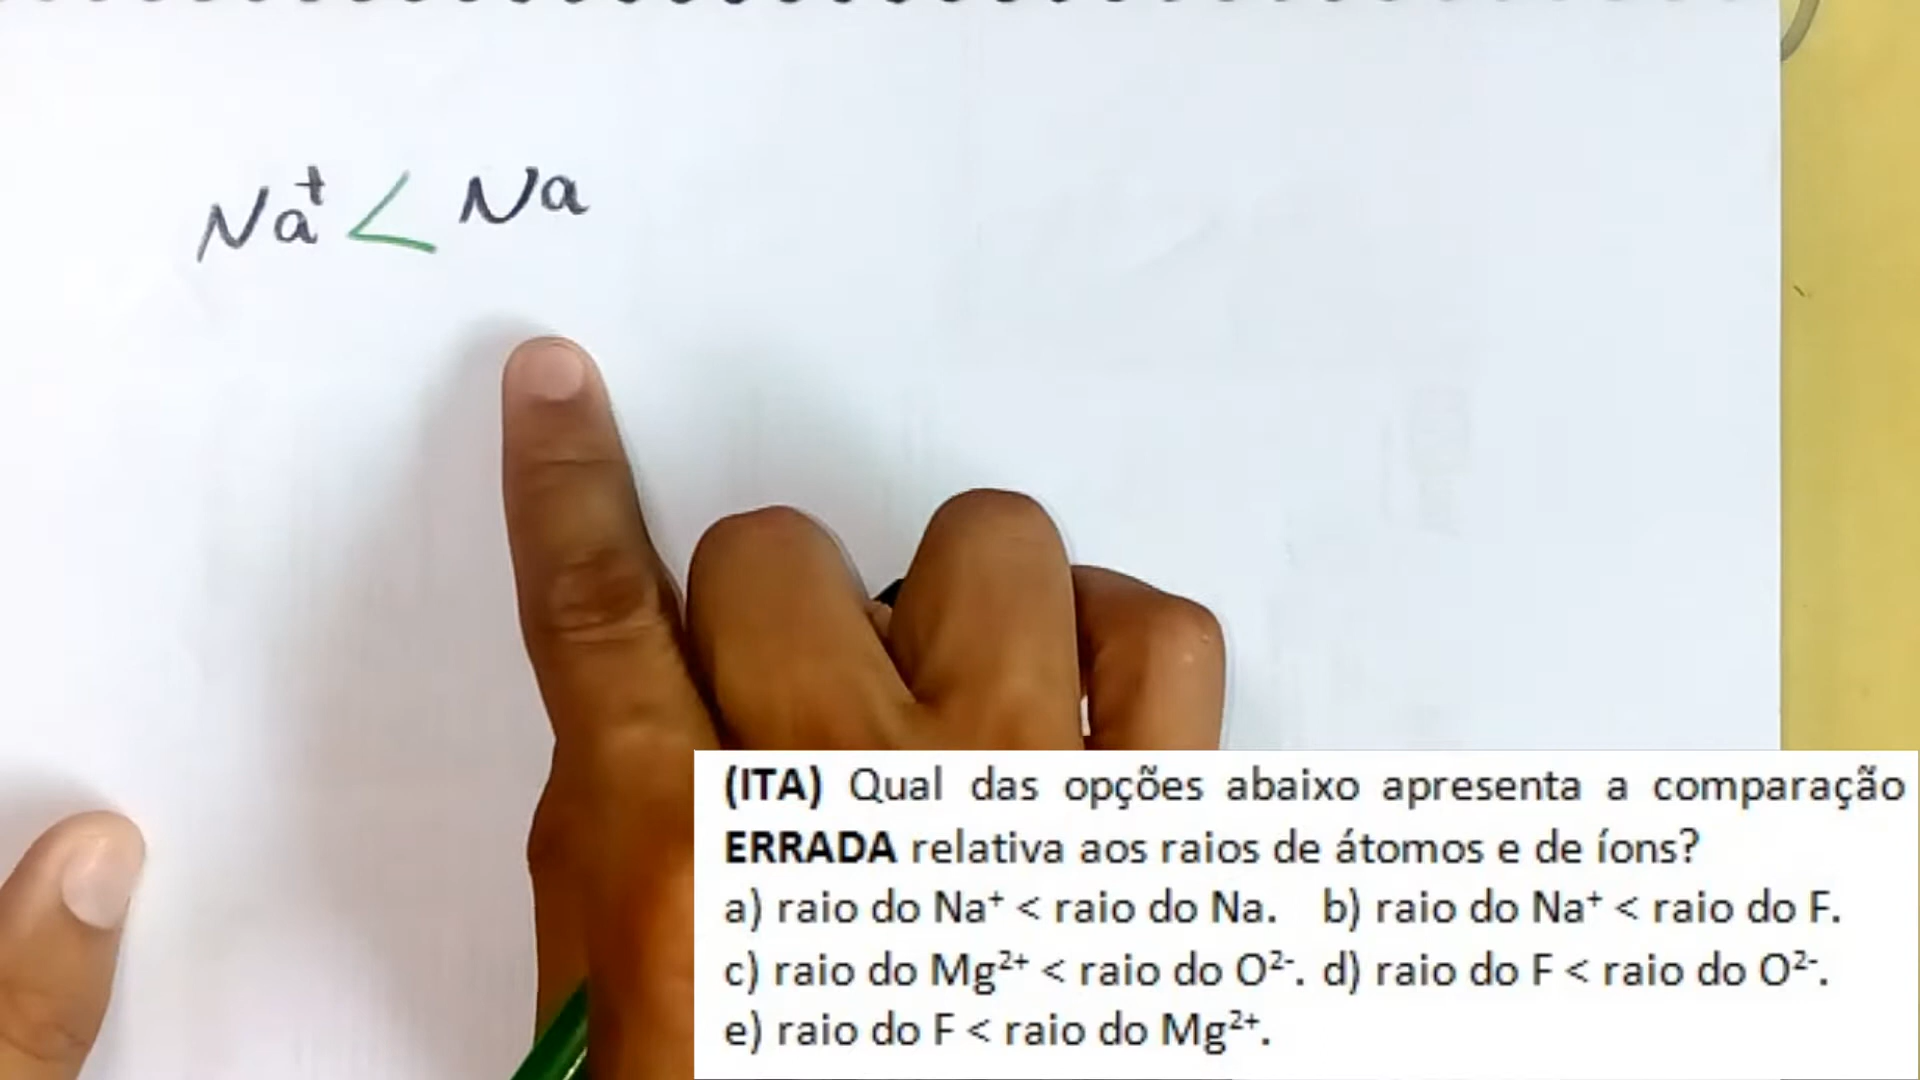 Na⁺ < Na
(ITA) Qual das opções abaixo apresenta a comparação
ERRADA relativa aos raios de átomos e de íons?
a) raio do Na⁺ < raio do Na. b) raio do Na⁺ < raio do F.
c) raio do Mg²⁺ < raio do O²⁻. d) raio do F < raio do O²⁻.
e) raio do F < raio do Mg²⁺.